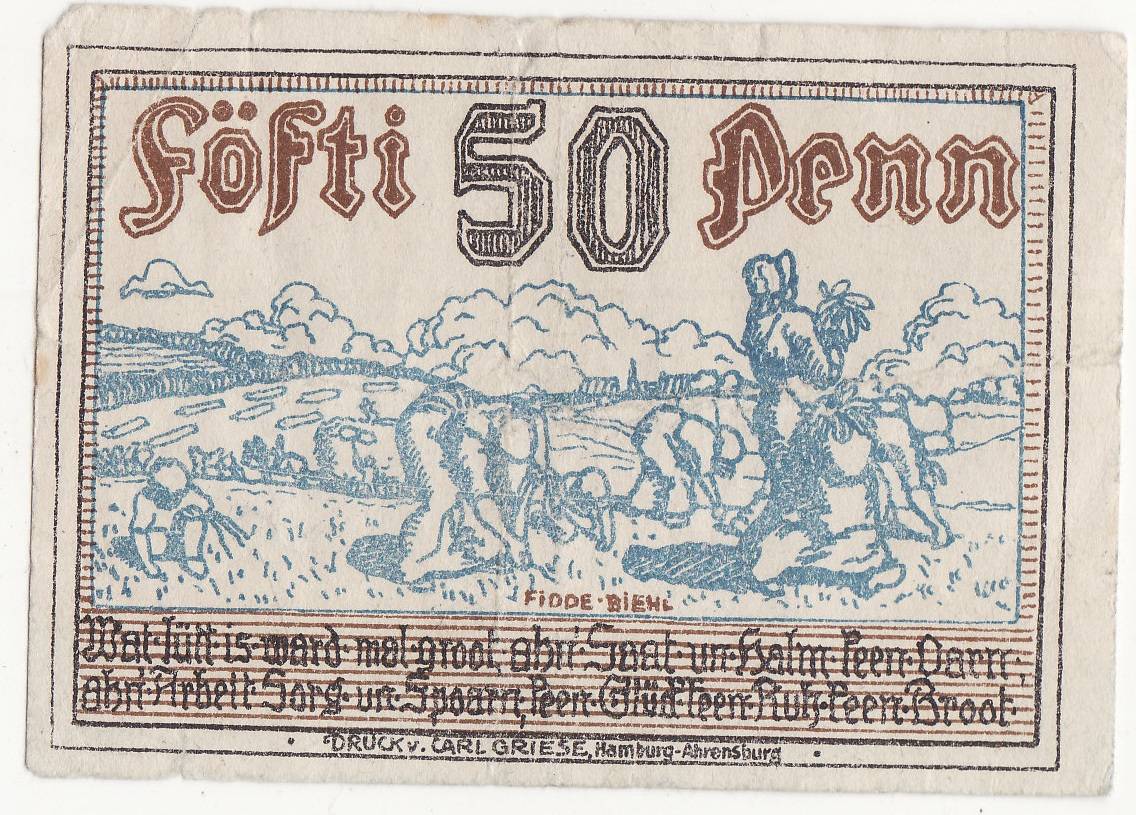 Föfti 50 Penn
FIDDE·BIEHL
Wat·lütt·is·ward·mal·groot, ahn'·Saat·un·Halm·keen·Oarn;
ahn'·Arbeit·Sorg·un·Spoarn, keen·Glück·keen·Ruh·keen·Broot·
DRUCK v. CARL GRIESE, Hamburg-Ahrensburg